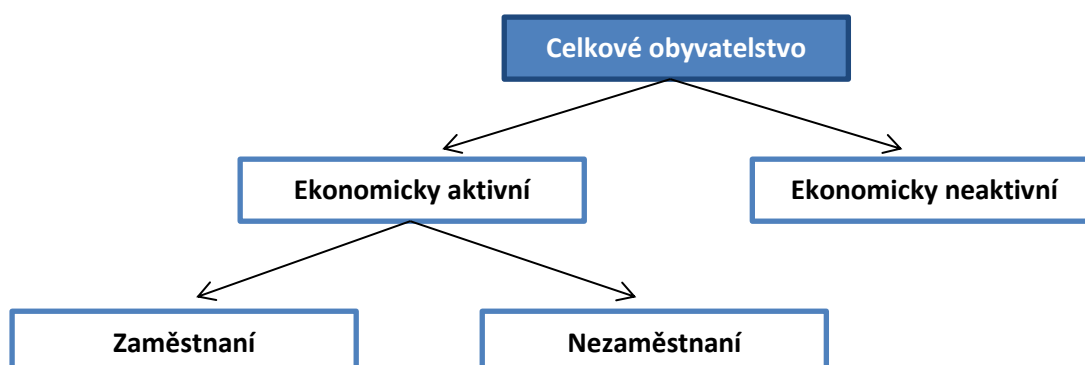 Celkové obyvatelstvo
Ekonomicky aktivní
Ekonomicky neaktivní
Zaměstnaní
Nezaměstnaní